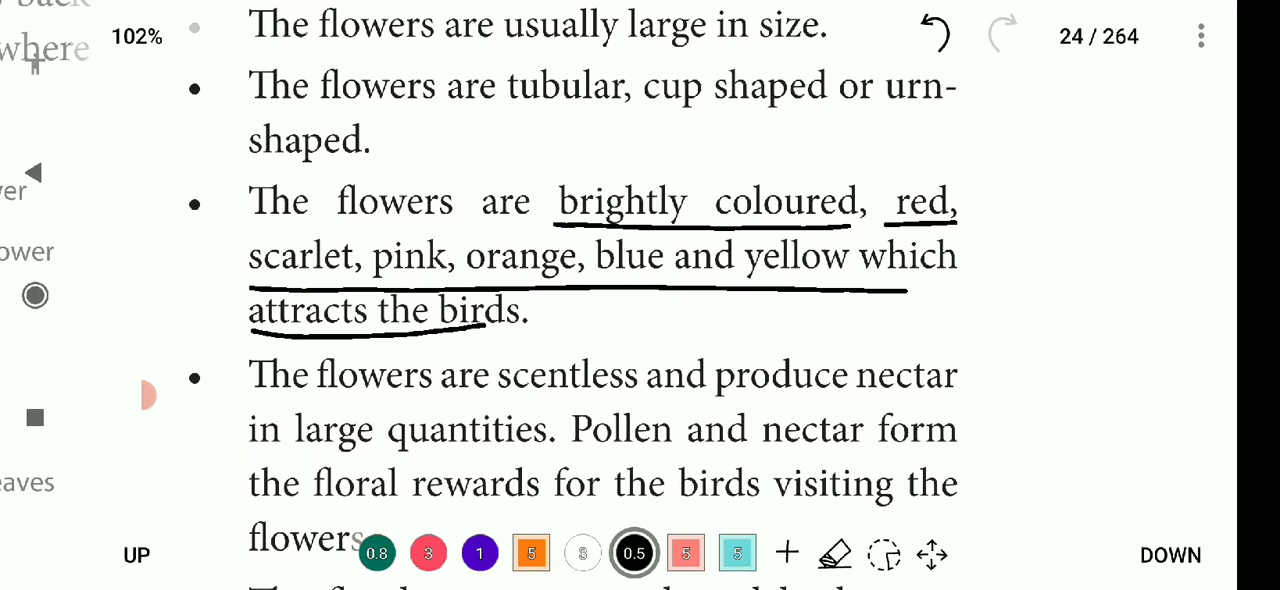 where
102%
The flowers are usually large in size.
24 / 264
• The flowers are tubular, cup shaped or urn-
shaped.
• The flowers are brightly coloured, red,
scarlet, pink, orange, blue and yellow which
attracts the birds.
ver
ower
• The flowers are scentless and produce nectar
in large quantities. Pollen and nectar form
the floral rewards for the birds visiting the
flowers
eaves
UP
0.8 3 1 5 3 0.5 5 5
DOWN